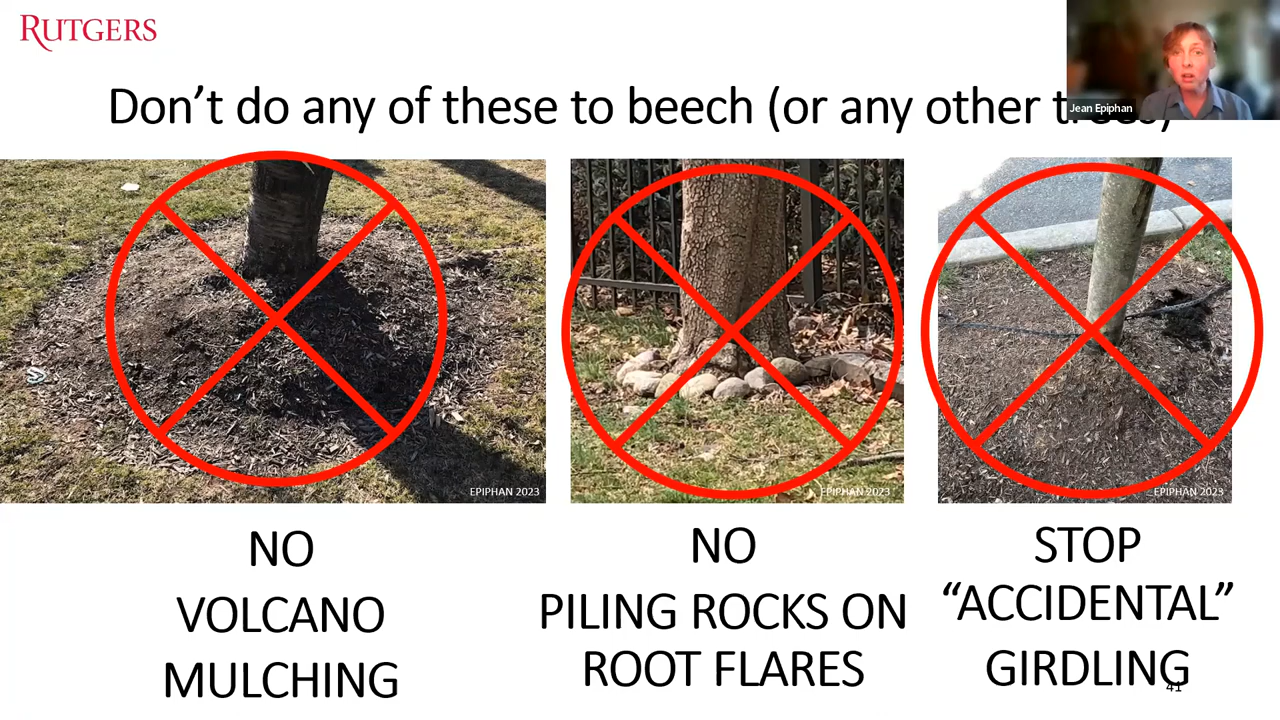 RUTGERS
Jean Epiphan
Don't do any of these to beech (or any other
EPIPHAN 2023
EPIPHAN 2023
EPIPHAN 2023
NO
VOLCANO
MULCHING
NO
PILING ROCKS ON
ROOT FLARES
STOP
“ACCIDENTAL”
GIRDLING
41